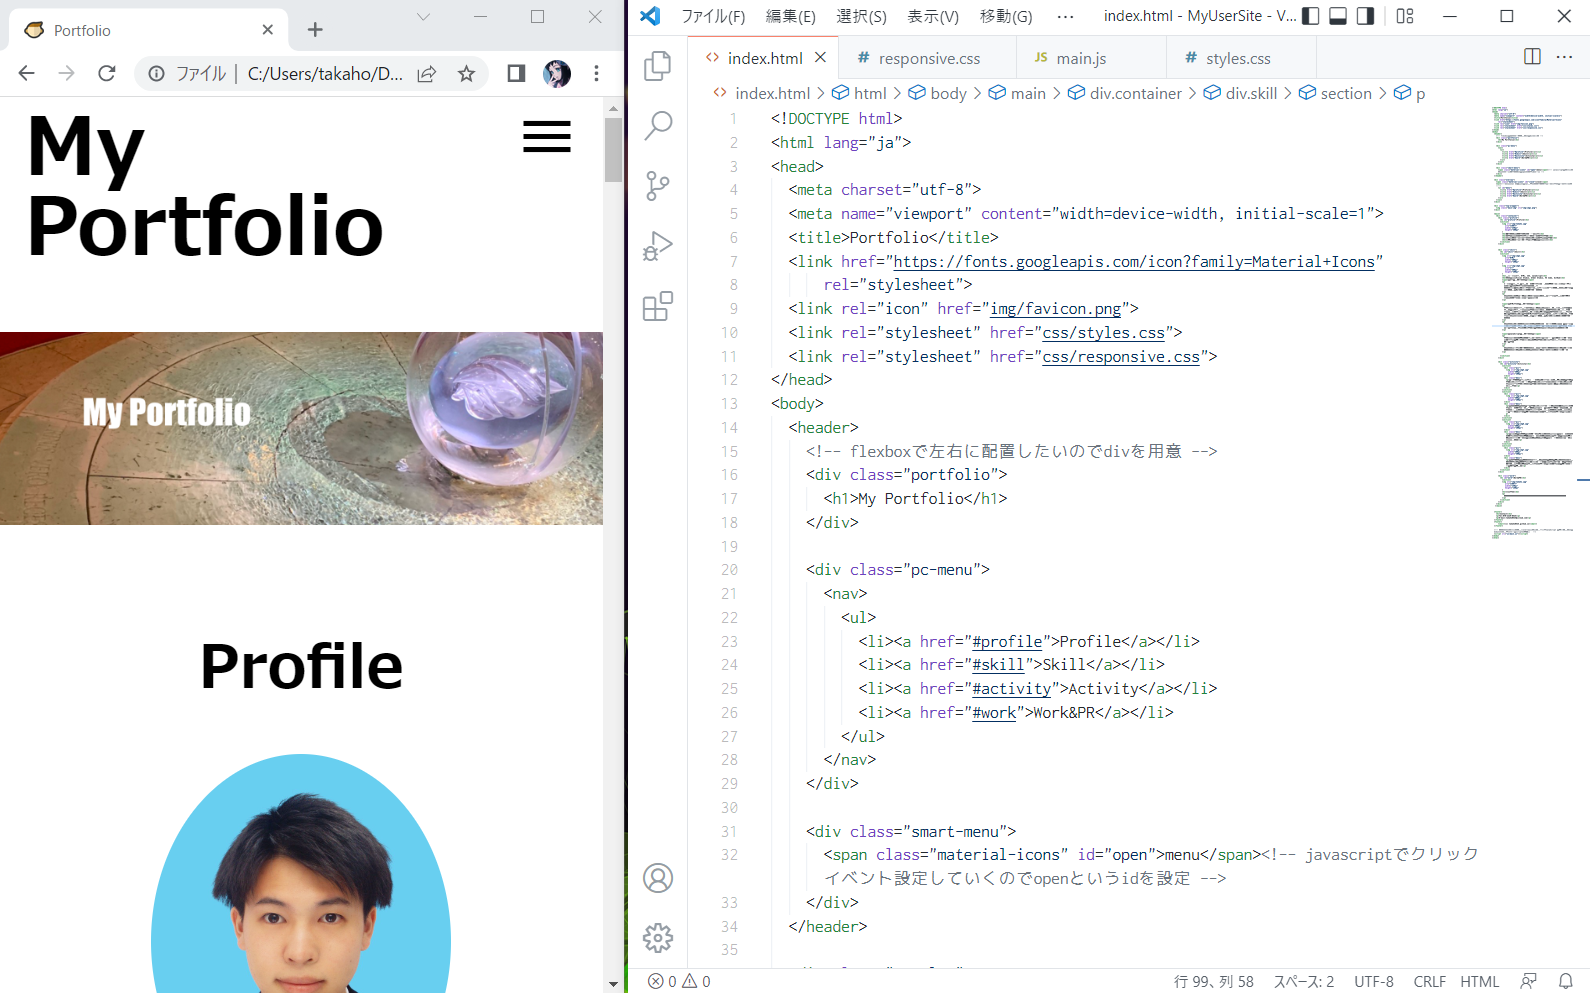 Portfolio
ファイル | C:/Users/takaho/D...
My
Portfolio
My Portfolio
Profile
ファイル(F) 編集(E) 選択(S) 表示(V) 移動(G) ··· index.html - MyUserSite - V...
index.html # responsive.css JS main.js # styles.css
index.html > html > body > main > div.container > div.skill > section > p
1 <!DOCTYPE html>
2 <html lang="ja">
3 <head>
4 <meta charset="utf-8">
5 <meta name="viewport" content="width=device-width, initial-scale=1">
6 <title>Portfolio</title>
7 <link href="https://fonts.googleapis.com/icon?family=Material+Icons"
8 rel="stylesheet">
9 <link rel="icon" href="img/favicon.png">
10 <link rel="stylesheet" href="css/styles.css">
11 <link rel="stylesheet" href="css/responsive.css">
12 </head>
13 <body>
14 <header>
15 <!-- flexboxで左右に配置したいのでdivを用意 -->
16 <div class="portfolio">
17 <h1>My Portfolio</h1>
18 </div>
19
20 <div class="pc-menu">
21 <nav>
22 <ul>
23 <li><a href="#profile">Profile</a></li>
24 <li><a href="#skill">Skill</a></li>
25 <li><a href="#activity">Activity</a></li>
26 <li><a href="#work">Work&PR</a></li>
27 </ul>
28 </nav>
29 </div>
30
31 <div class="smart-menu">
32 <span class="material-icons" id="open">menu</span><!-- javascriptでクリック
イベント設定していくのでopenというidを設定 -->
33 </div>
34 </header>
35
0 0 行 99、列 58 スペース: 2 UTF-8 CRLF HTML